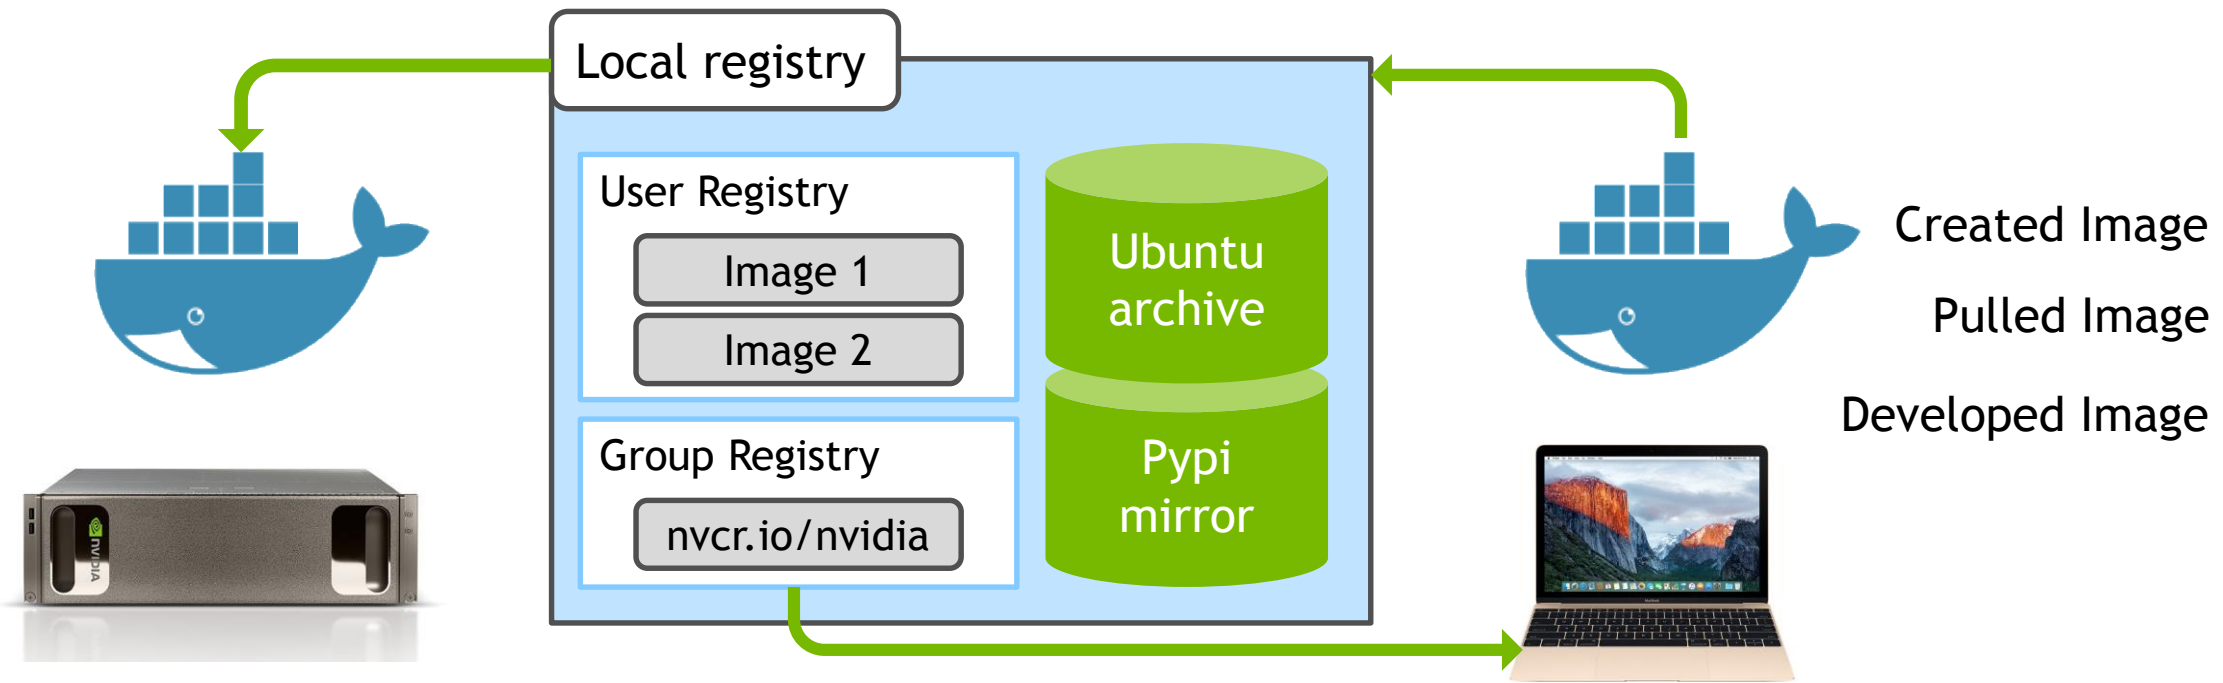 Local registry
User Registry
Image 1
Image 2
Group Registry
nvcr.io/nvidia
Ubuntu
archive
Pypi
mirror
Created Image
Pulled Image
Developed Image
NVIDIA